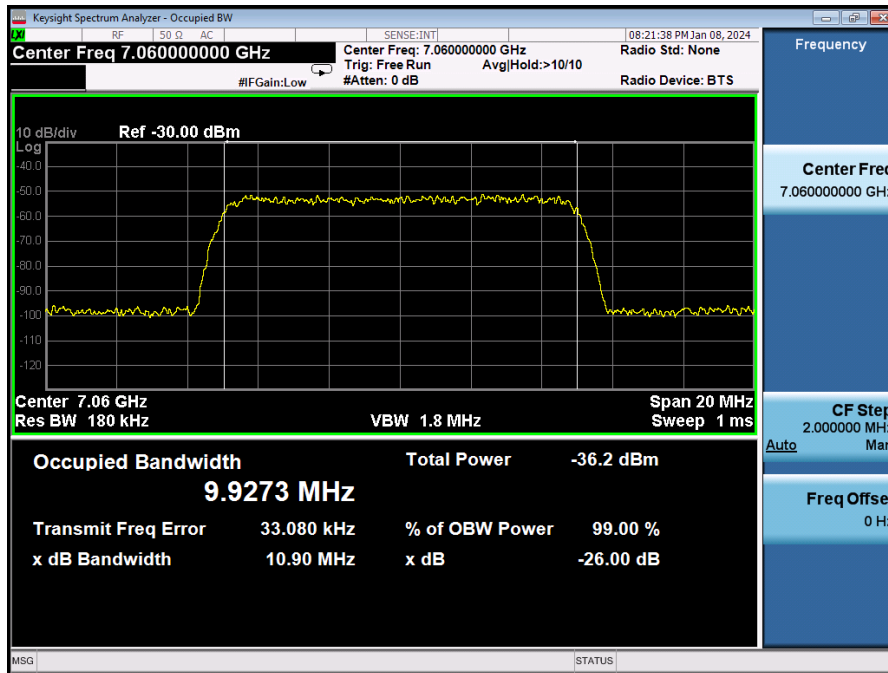 Keysight Spectrum Analyzer - Occupied BW
LXI RF 50 Ω AC SENSE:INT 08:21:38 PM Jan 08, 2024
Center Freq 7.060000000 GHz
Center Freq: 7.060000000 GHz
Radio Std: None
Trig: Free Run Avg|Hold:>10/10
#IFGain:Low #Atten: 0 dB Radio Device: BTS
10 dB/div Ref -30.00 dBm
Log
-40.0
-50.0
-60.0
-70.0
-80.0
-90.0
-100
-110
-120
Center 7.06 GHz Span 20 MHz
Res BW 180 kHz VBW 1.8 MHz Sweep 1 ms
Occupied Bandwidth Total Power -36.2 dBm
9.9273 MHz
Transmit Freq Error 33.080 kHz % of OBW Power 99.00 %
x dB Bandwidth 10.90 MHz x dB -26.00 dB
MSG STATUS
Frequency
Center Freq
7.060000000 GHz
CF Step
2.000000 MHz
Auto Man
Freq Offse
0 Hz